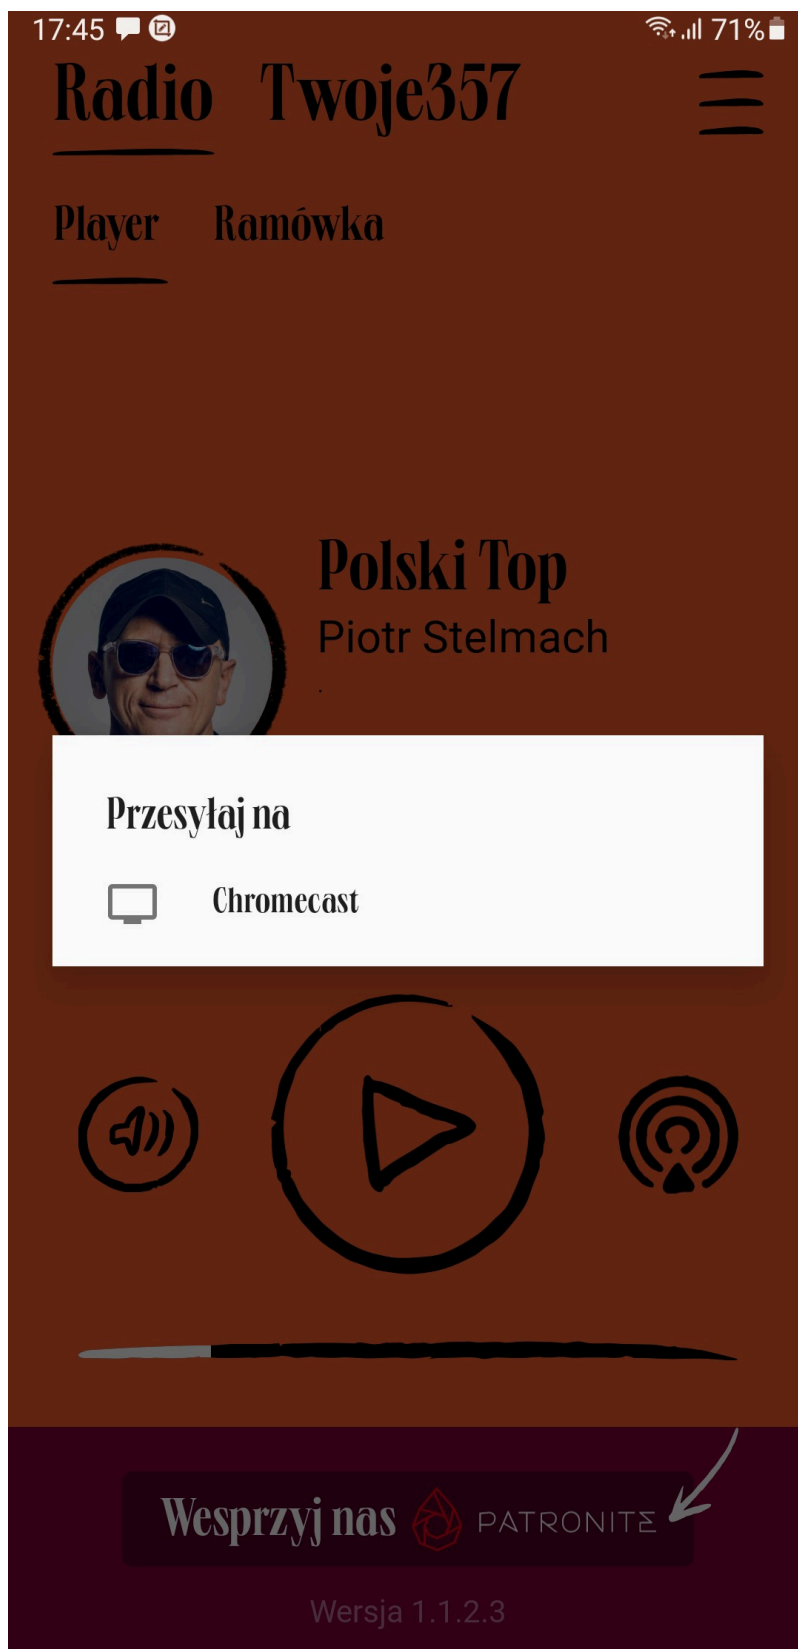 17:45 71%
Radio Twoje357
Player Ramówka
Polski Top
Piotr Stelmach
.
Przesyłaj na
Chromecast
Wesprzyj nas PATRONITE
Wersja 1.1.2.3